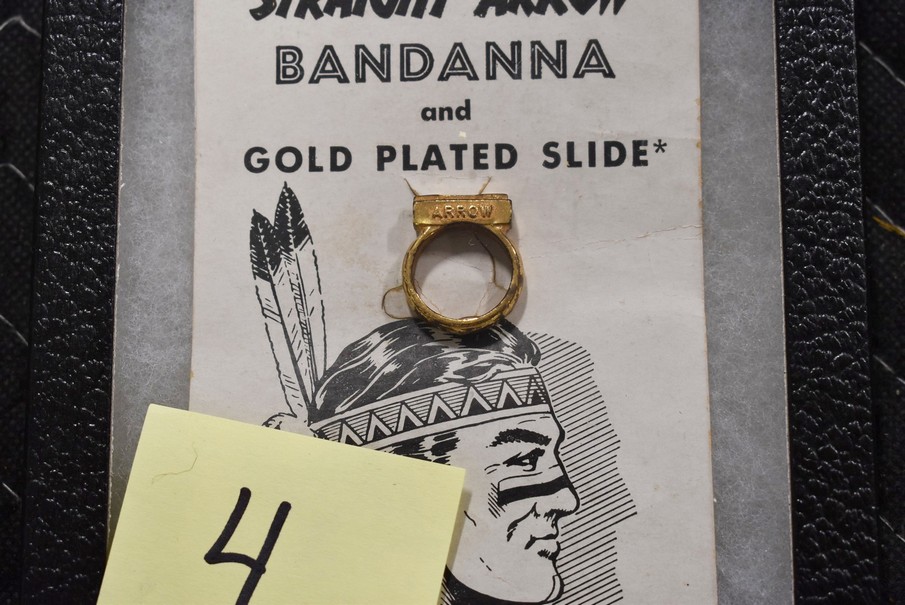 STRAIGHT ARROW
BANDANNA
and
GOLD PLATED SLIDE*
ARROW
4